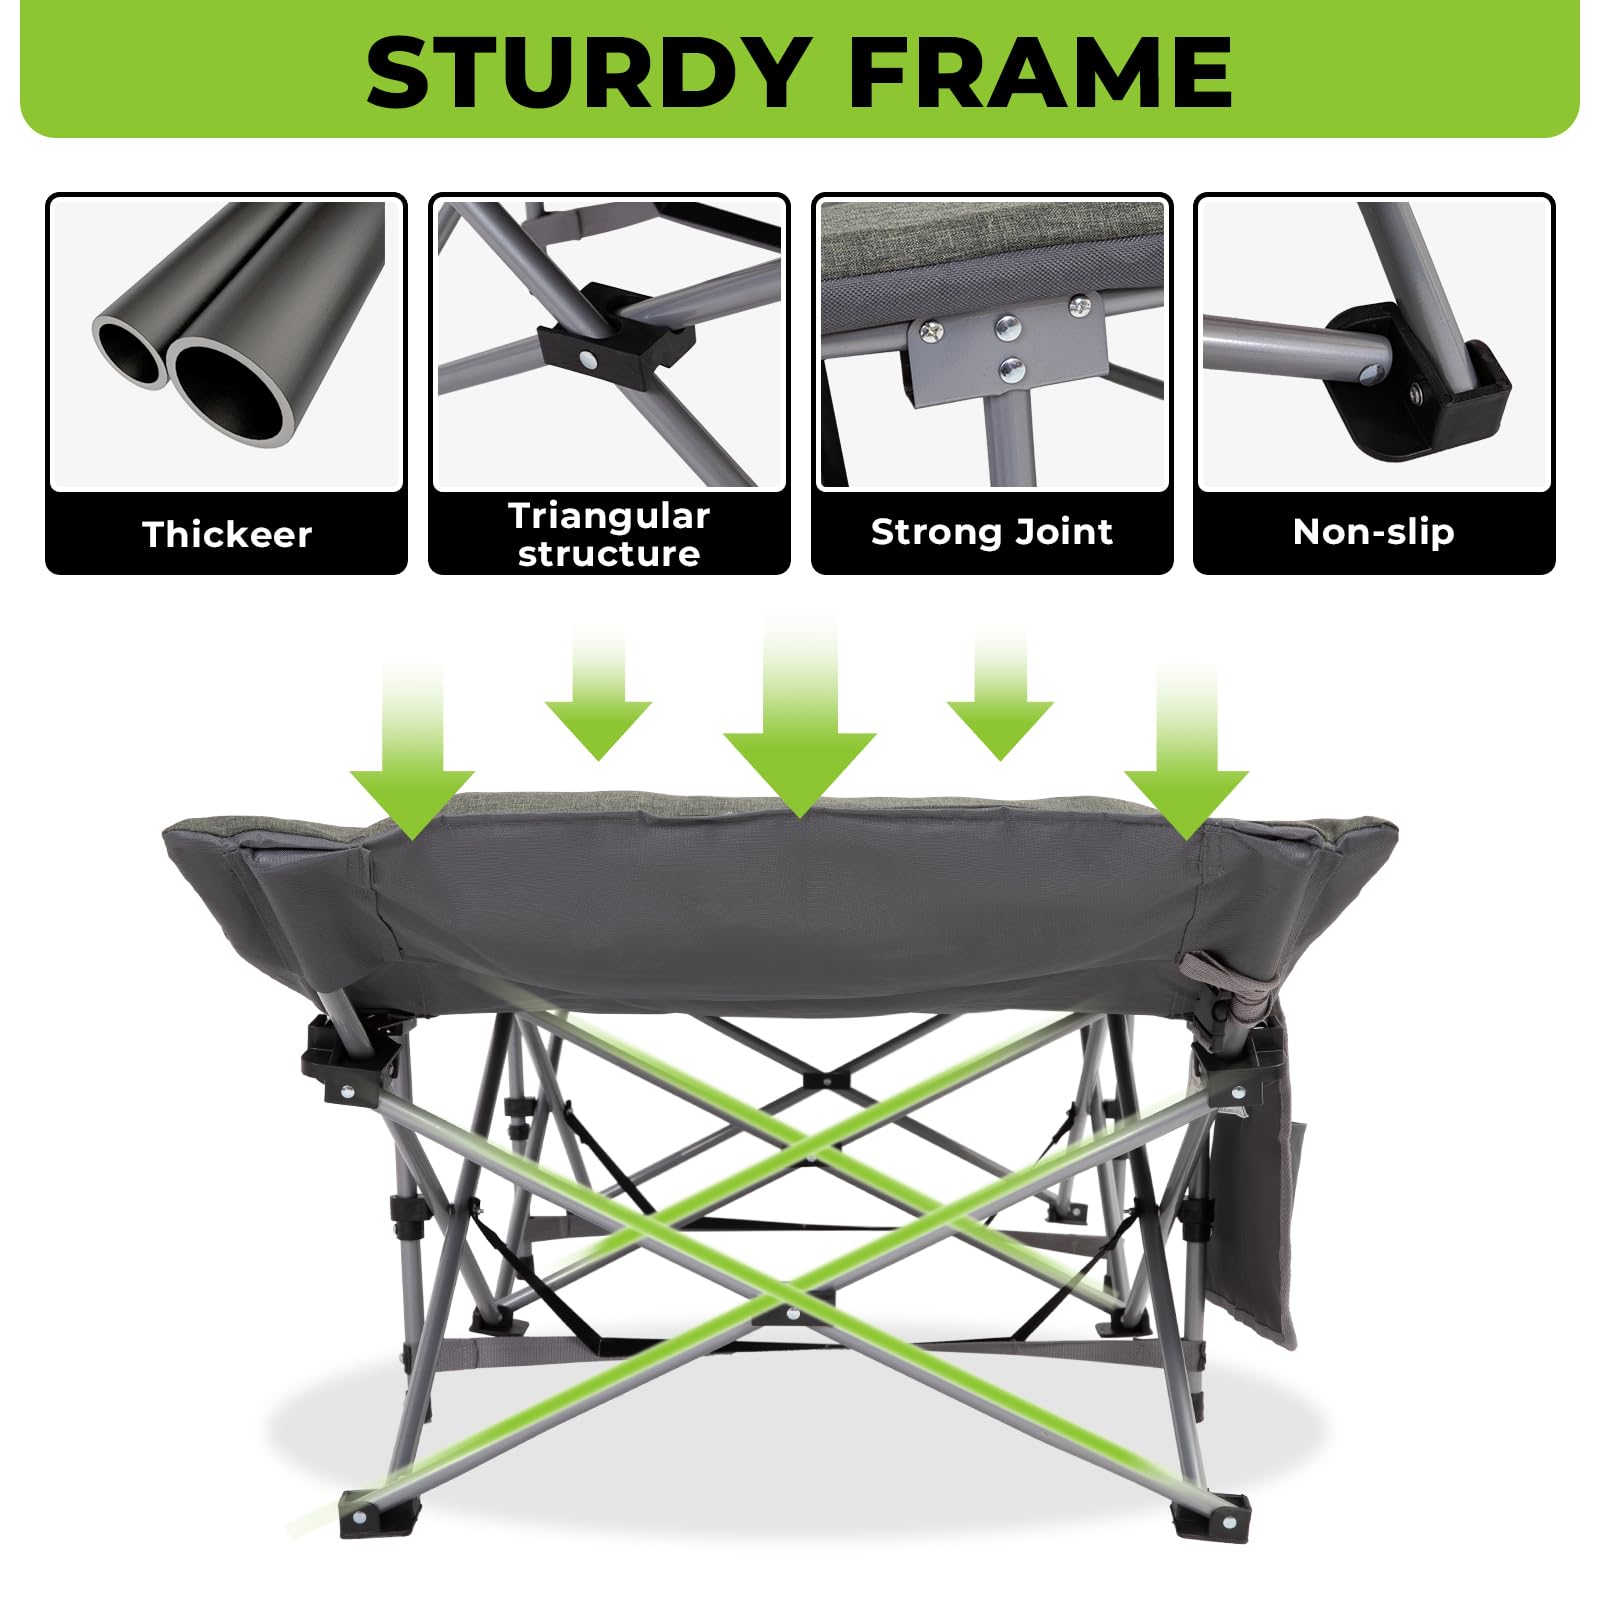 STURDY FRAME
Thickeer
Triangular
structure
Strong Joint
Non-slip